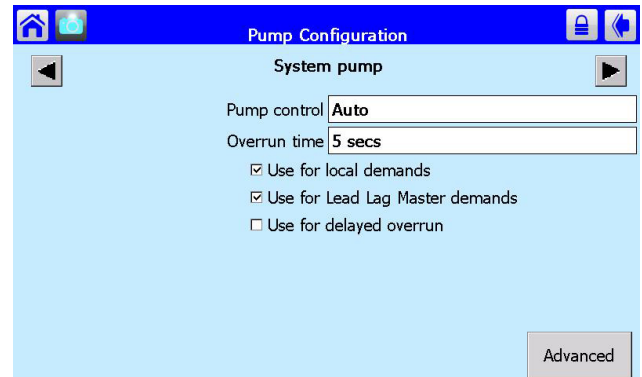 Pump Configuration
System pump
Pump control Auto
Overrun time 5 secs
Use for local demands
Use for Lead Lag Master demands
Use for delayed overrun
Advanced